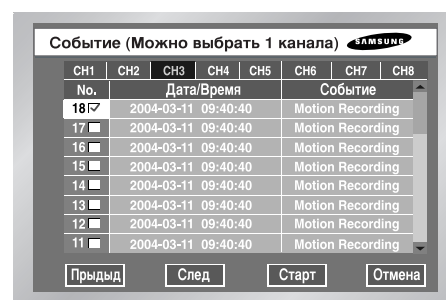 Событие (Можно выбрать 1 канала) SAMSUNG
CH1 CH2 CH3 CH4 CH5 CH6 CH7 CH8
No. Дата/Время Событие
18 2004-03-11 09:40:40 Motion Recording
17 2004-03-11 09:40:40 Motion Recording
16 2004-03-11 09:40:40 Motion Recording
15 2004-03-11 09:40:40 Motion Recording
14 2004-03-11 09:40:40 Motion Recording
13 2004-03-11 09:40:40 Motion Recording
12 2004-03-11 09:40:40 Motion Recording
11 2004-03-11 09:40:40 Motion Recording
Прыдыд След Старт Отмена